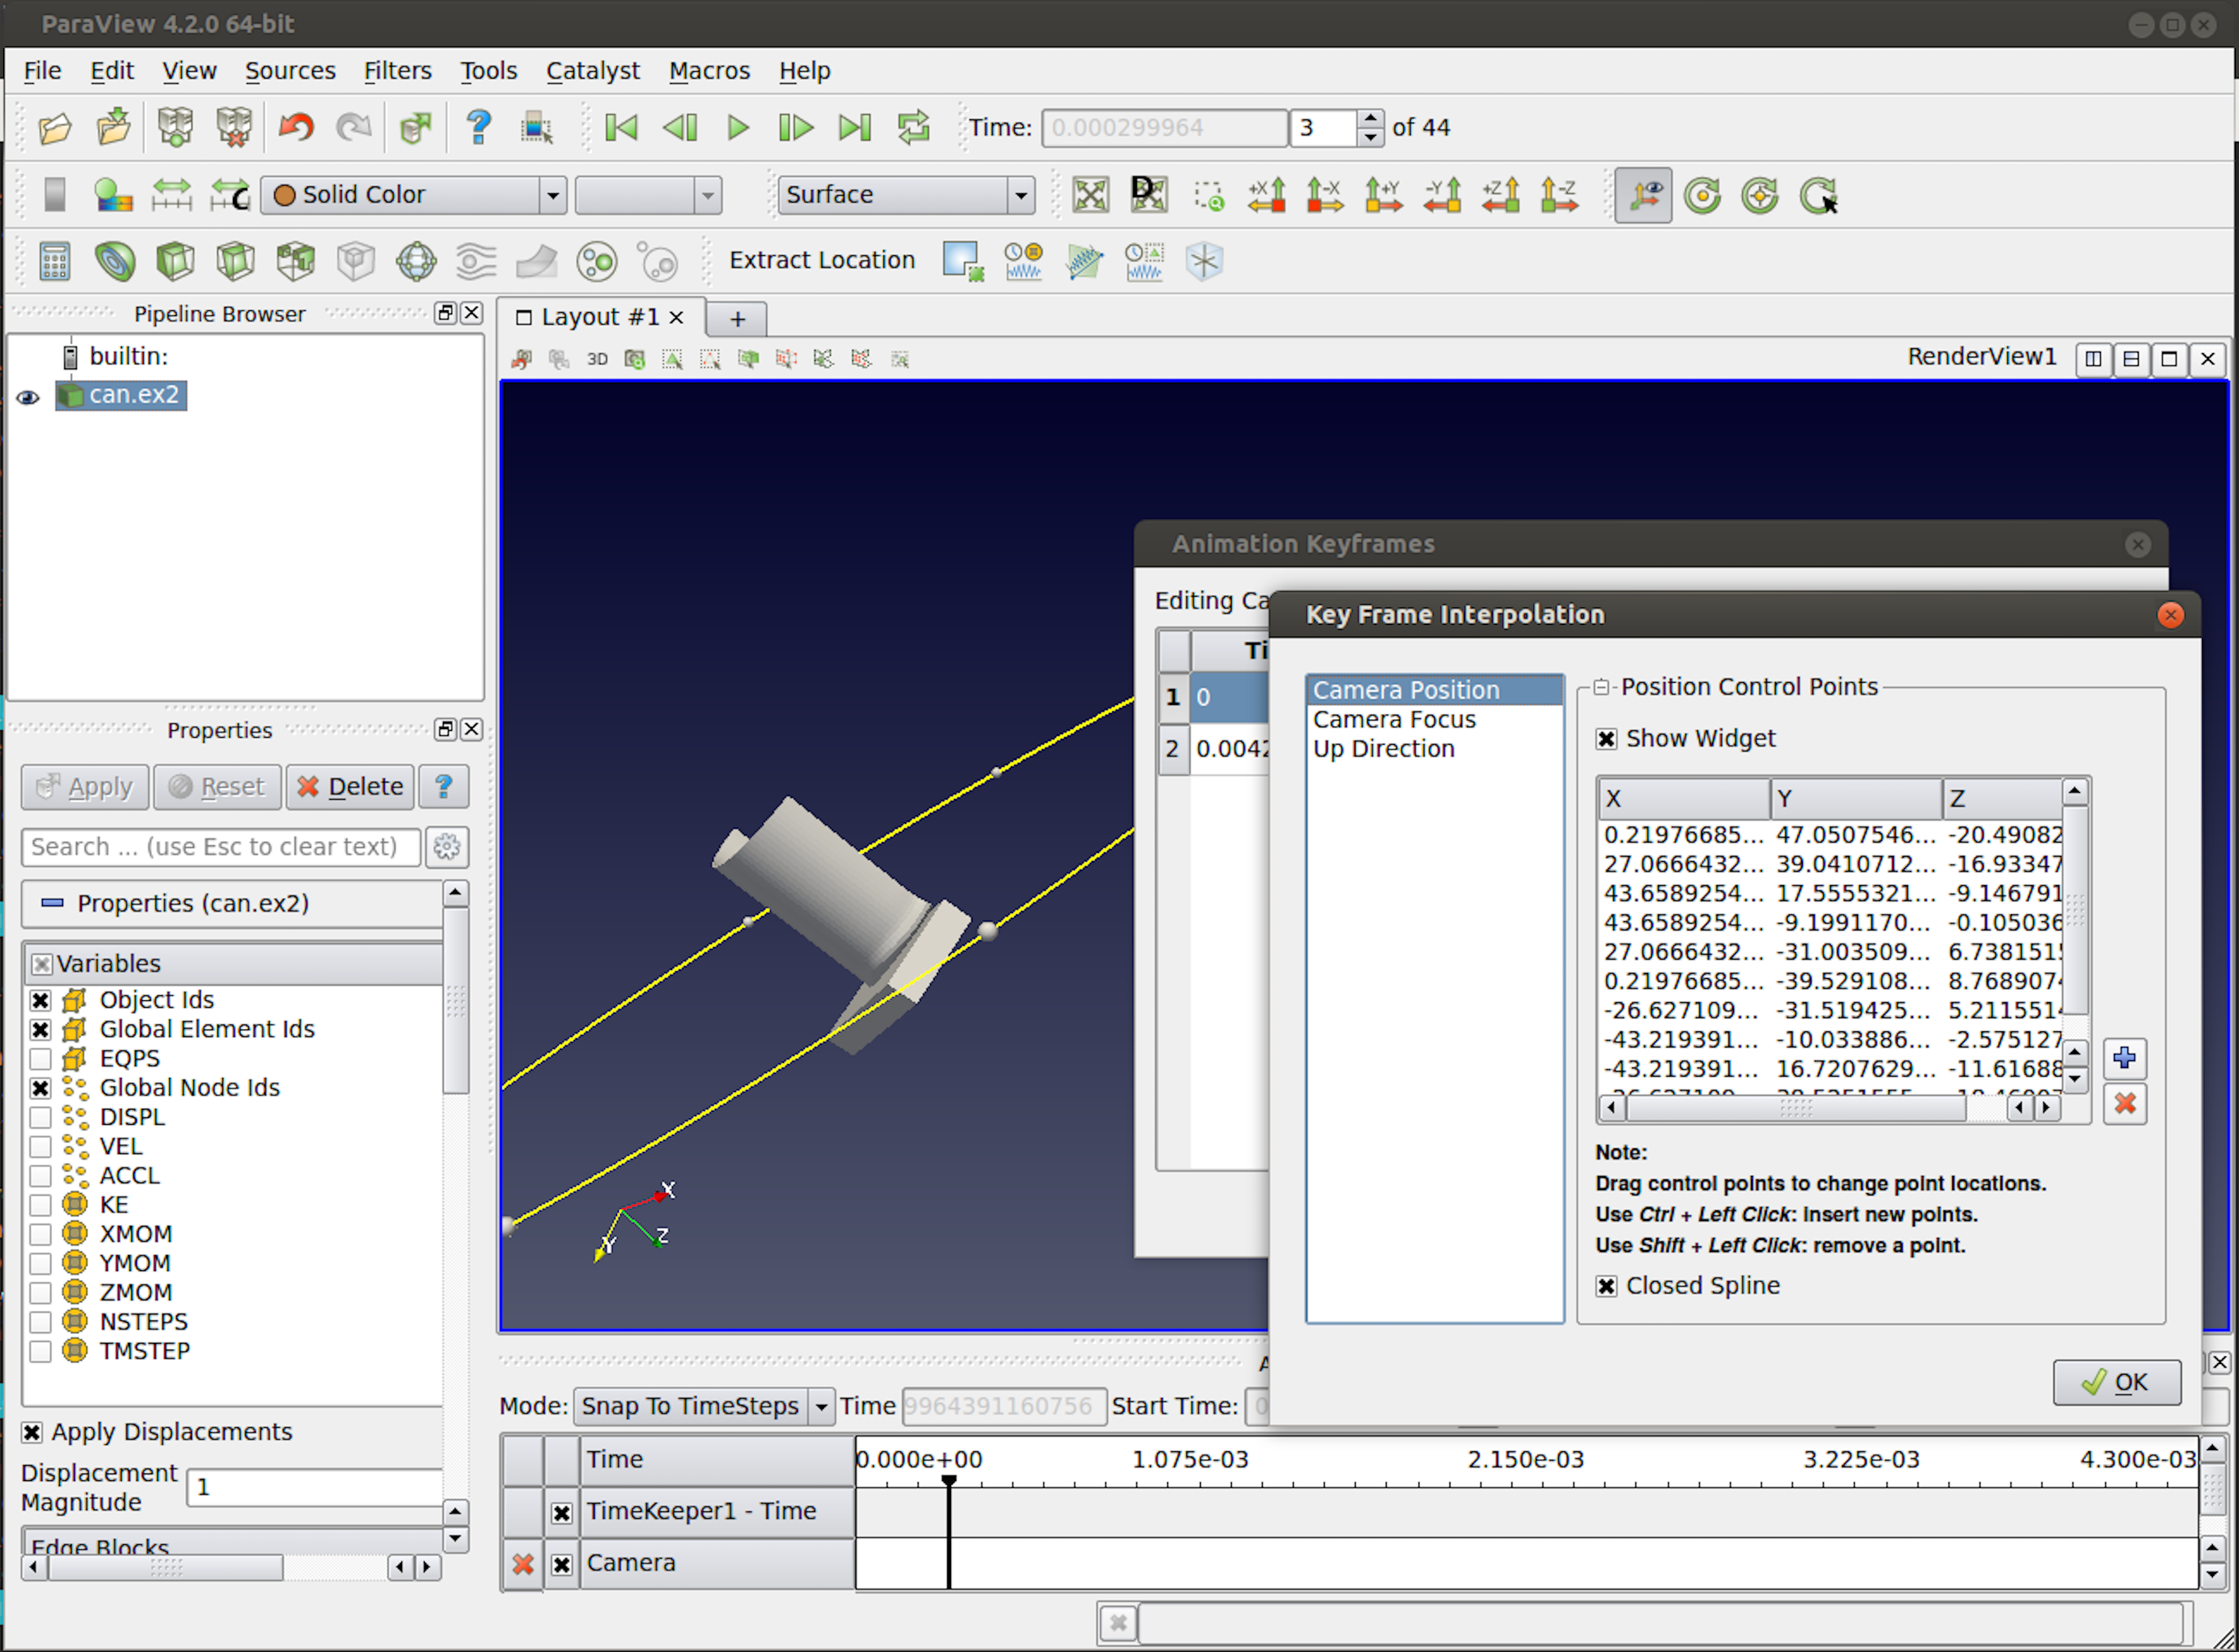 ParaView 4.2.0 64-bit
File Edit View Sources Filters Tools Catalyst Macros Help
Time: 0.000299964 3 of 44
Solid Color Surface D +X -X +Y -Y +Z -Z
Extract Location
Pipeline Browser
Layout #1 +
builtin:
3D RenderView1
can.ex2
Properties
Apply Reset Delete ?
Search ... (use Esc to clear text)
Properties (can.ex2)
Variables
Object Ids
Global Element Ids
EQPS
Global Node Ids
DISPL
VEL
ACCL
KE
XMOM
YMOM
ZMOM
NSTEPS
TMSTEP
Apply Displacements
Displacement
Magnitude
1
Edge Blocks
X
Y
Z
Animation Keyframes
Editing Ca
Ti
1 0
2 0.0042
Key Frame Interpolation
Camera Position
Camera Focus
Up Direction
Position Control Points
Show Widget
X Y Z
0.21976685... 47.0507546... -20.49082
27.0666432... 39.0410712... -16.93347
43.6589254... 17.5555321... -9.146791
43.6589254... -9.1991170... -0.105036
27.0666432... -31.003509... 6.738151
0.21976685... -39.529108... 8.768907
-26.627109... -31.519425... 5.211551
-43.219391... -10.033886... -2.575127
-43.219391... 16.7207629... -11.61688
Note:
Drag control points to change point locations.
Use Ctrl + Left Click: insert new points.
Use Shift + Left Click: remove a point.
Closed Spline
OK
Mode: Snap To TimeSteps Time 9964391160756 Start Time: 0
Time 0.000e+00 1.075e-03 2.150e-03 3.225e-03 4.300e-03
TimeKeeper1 - Time
Camera